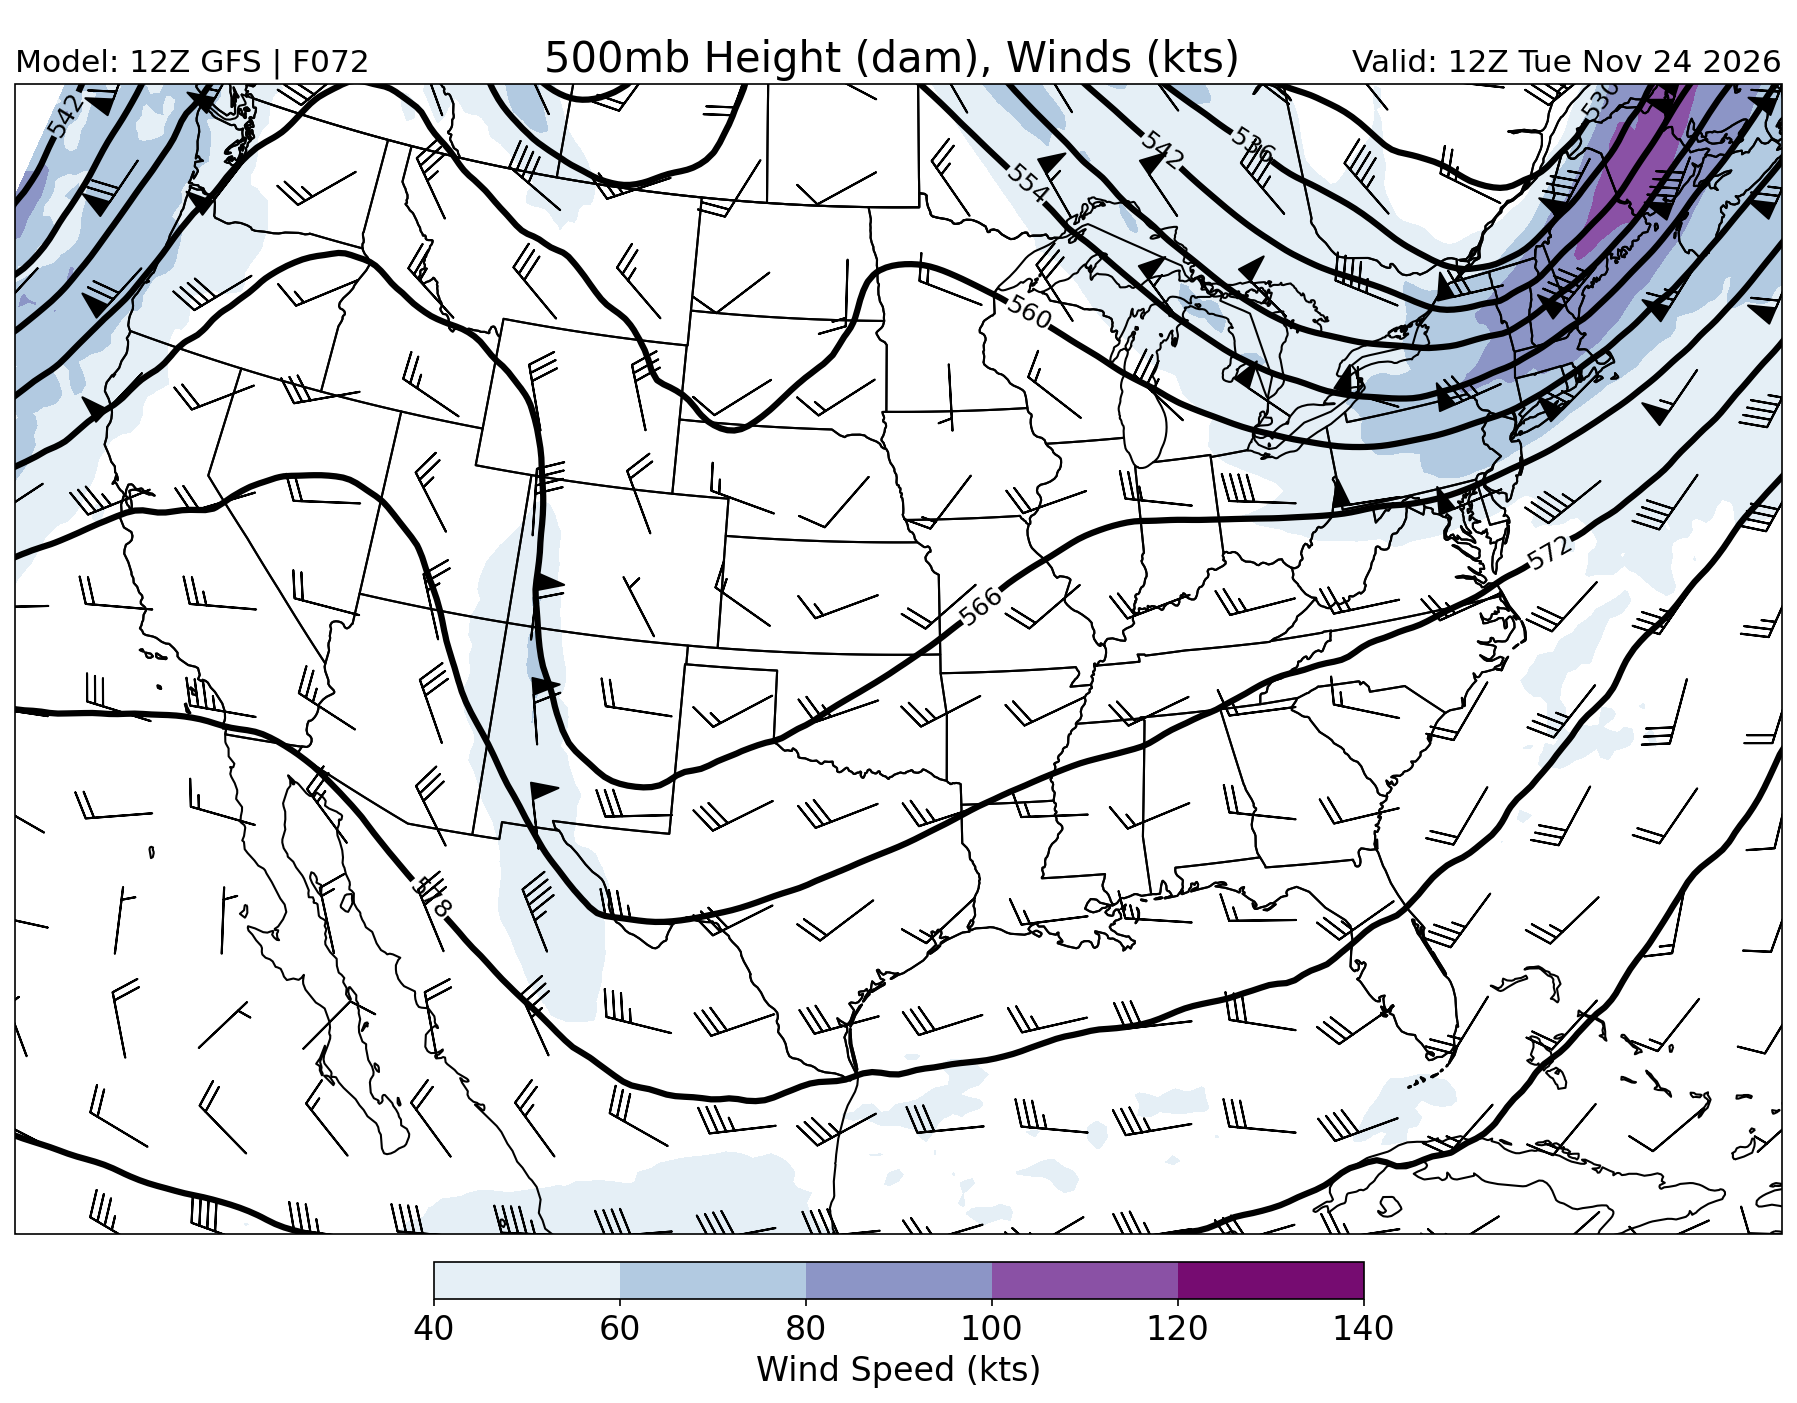 Model: 12Z GFS | F072
500mb Height (dam), Winds (kts)
Valid: 12Z Tue Nov 24 2026
542
530
536
542
554
560
572
566
40 60 80 100 120 140
Wind Speed (kts)